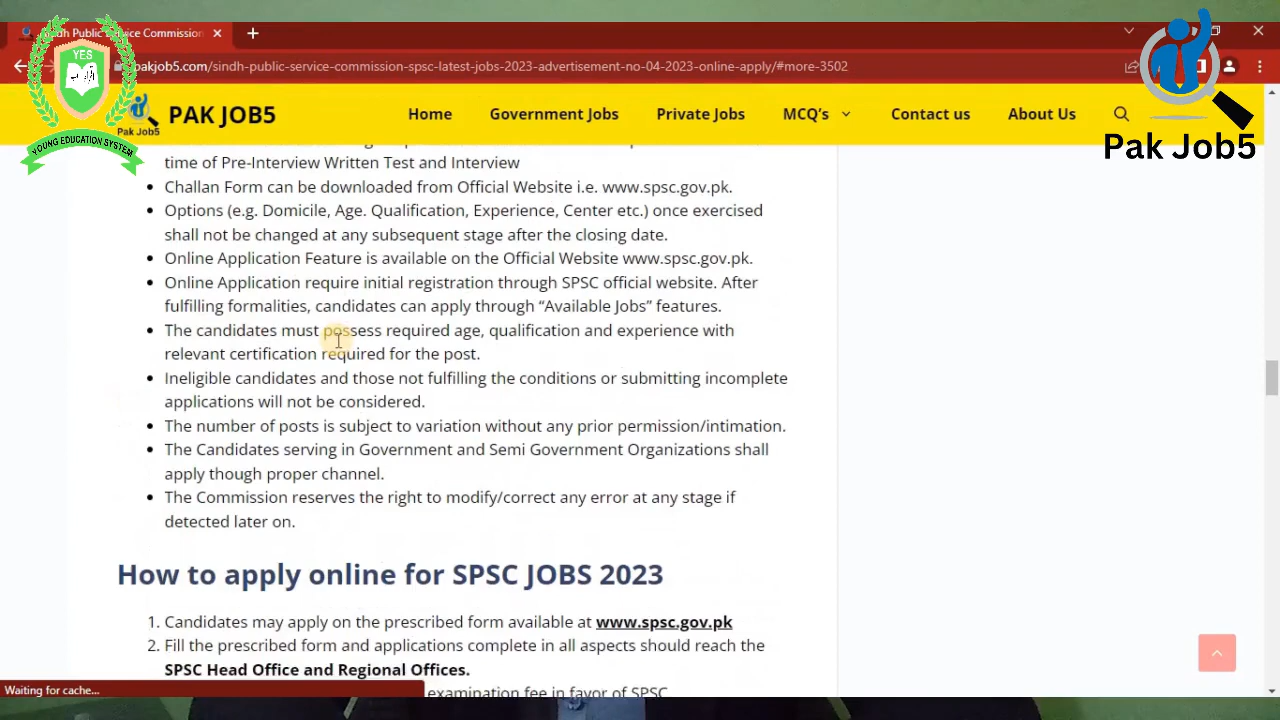 Public Service Commission
pakjob5.com/sindh-public-service-commission-spsc-latest-jobs-2023-advertisement-no-04-2023-online-apply/#more-3502
YES
YOUNG EDUCATION SYSTEM
Pak Job5
PAK JOB5
Home
Government Jobs
Private Jobs
MCQ's
Contact us
About Us
Pak Job5
time of Pre-Interview Written Test and Interview
• Challan Form can be downloaded from Official Website i.e. www.spsc.gov.pk.
• Options (e.g. Domicile, Age. Qualification, Experience, Center etc.) once exercised
shall not be changed at any subsequent stage after the closing date.
• Online Application Feature is available on the Official Website www.spsc.gov.pk.
• Online Application require initial registration through SPSC official website. After
fulfilling formalities, candidates can apply through “Available Jobs” features.
• The candidates must possess required age, qualification and experience with
relevant certification required for the post.
• Ineligible candidates and those not fulfilling the conditions or submitting incomplete
applications will not be considered.
• The number of posts is subject to variation without any prior permission/intimation.
• The Candidates serving in Government and Semi Government Organizations shall
apply though proper channel.
• The Commission reserves the right to modify/correct any error at any stage if
detected later on.
How to apply online for SPSC JOBS 2023
1. Candidates may apply on the prescribed form available at www.spsc.gov.pk
2. Fill the prescribed form and applications complete in all aspects should reach the
SPSC Head Office and Regional Offices.
examination fee in favor of SPSC
Waiting for cache...